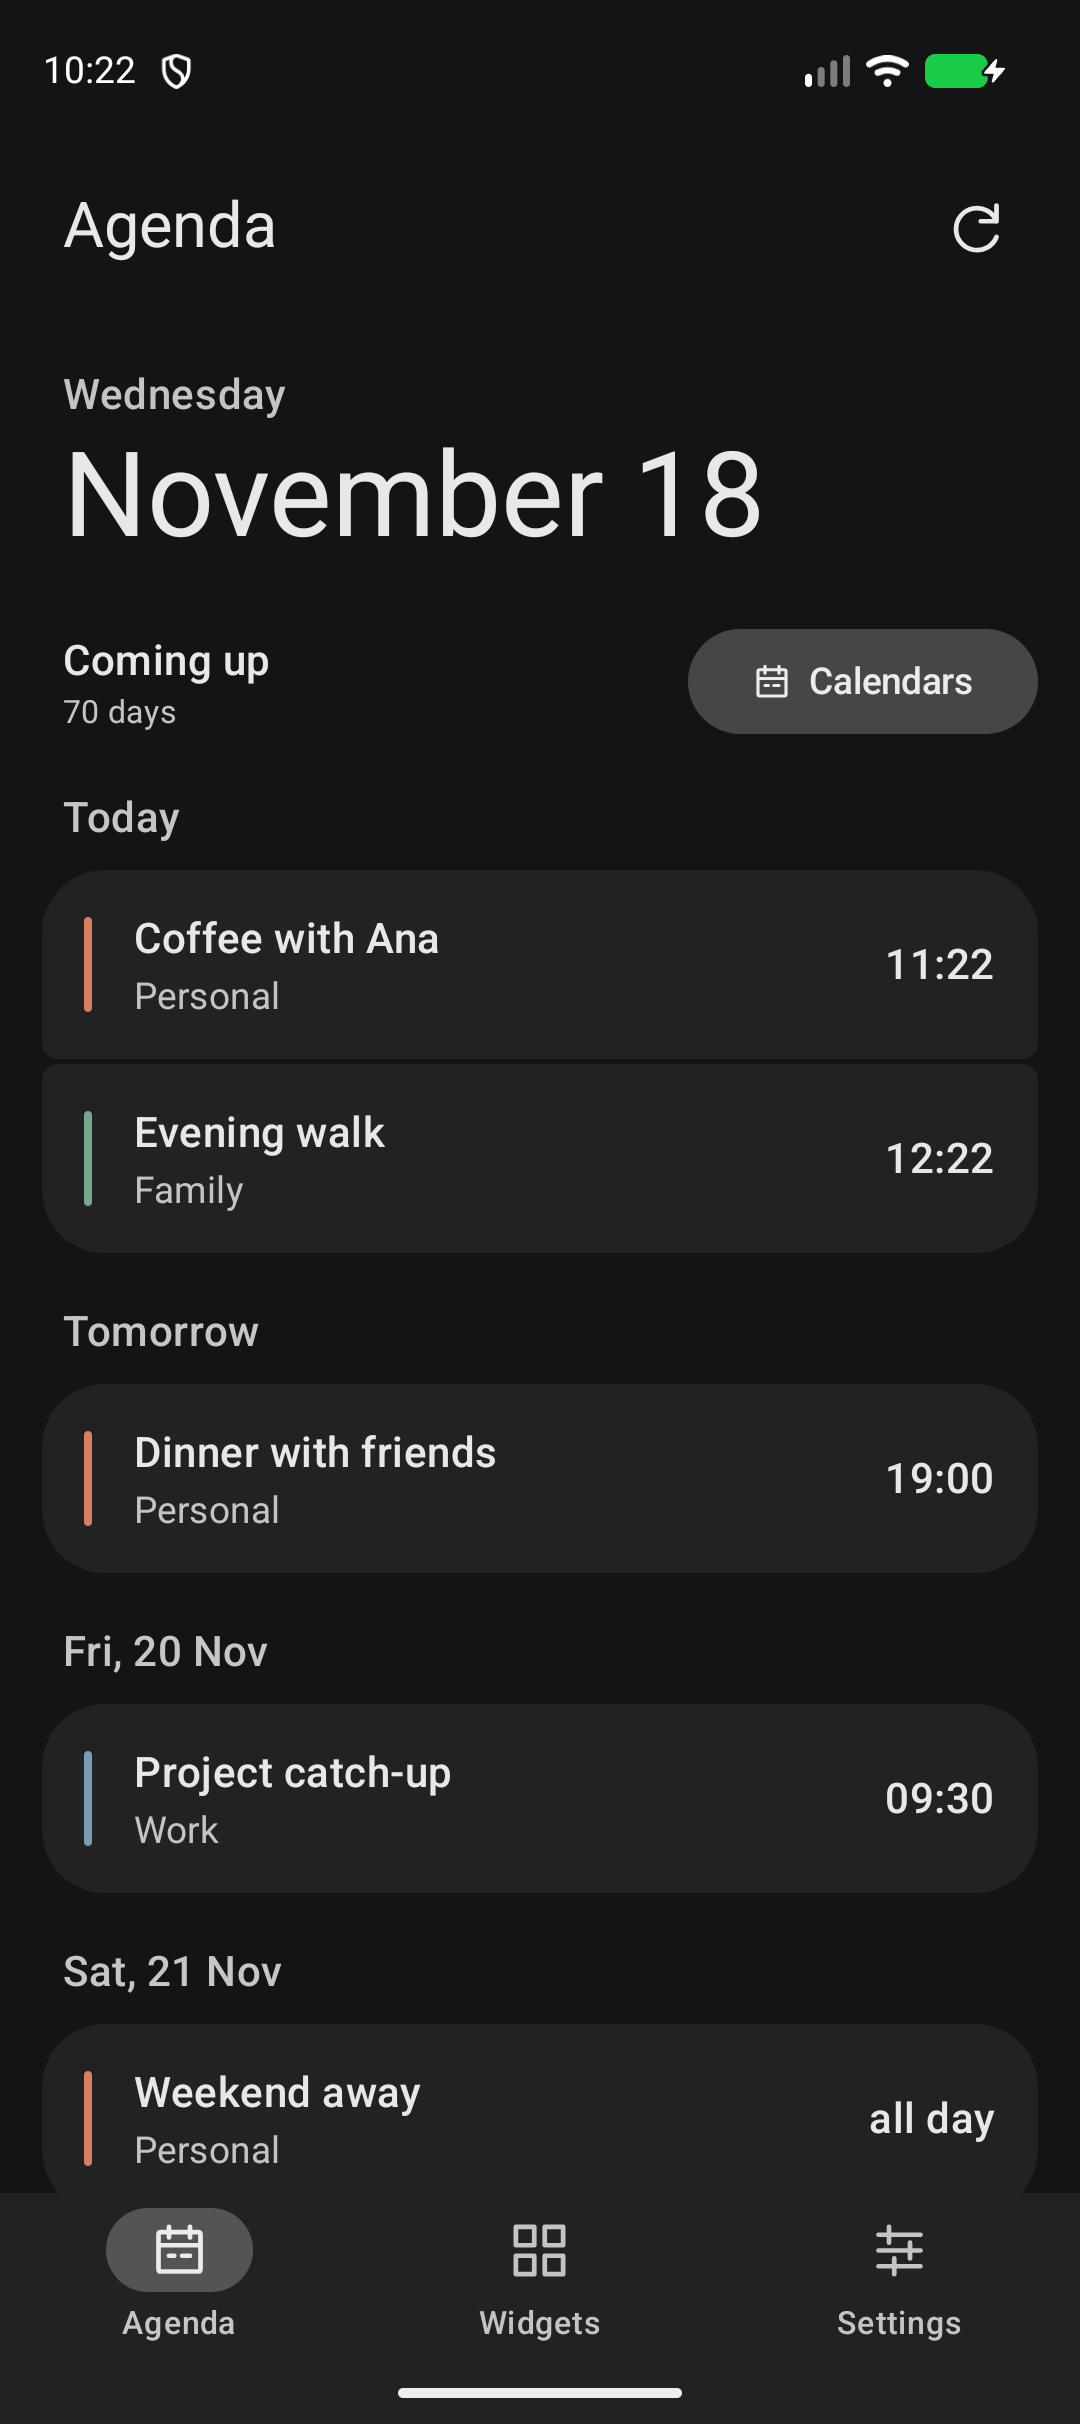 10:22
Agenda
Wednesday
November 18
Coming up
70 days
Calendars
Today
Coffee with Ana
Personal
11:22
Evening walk
Family
12:22
Tomorrow
Dinner with friends
Personal
19:00
Fri, 20 Nov
Project catch-up
Work
09:30
Sat, 21 Nov
Weekend away
Personal
all day
Agenda
Widgets
Settings